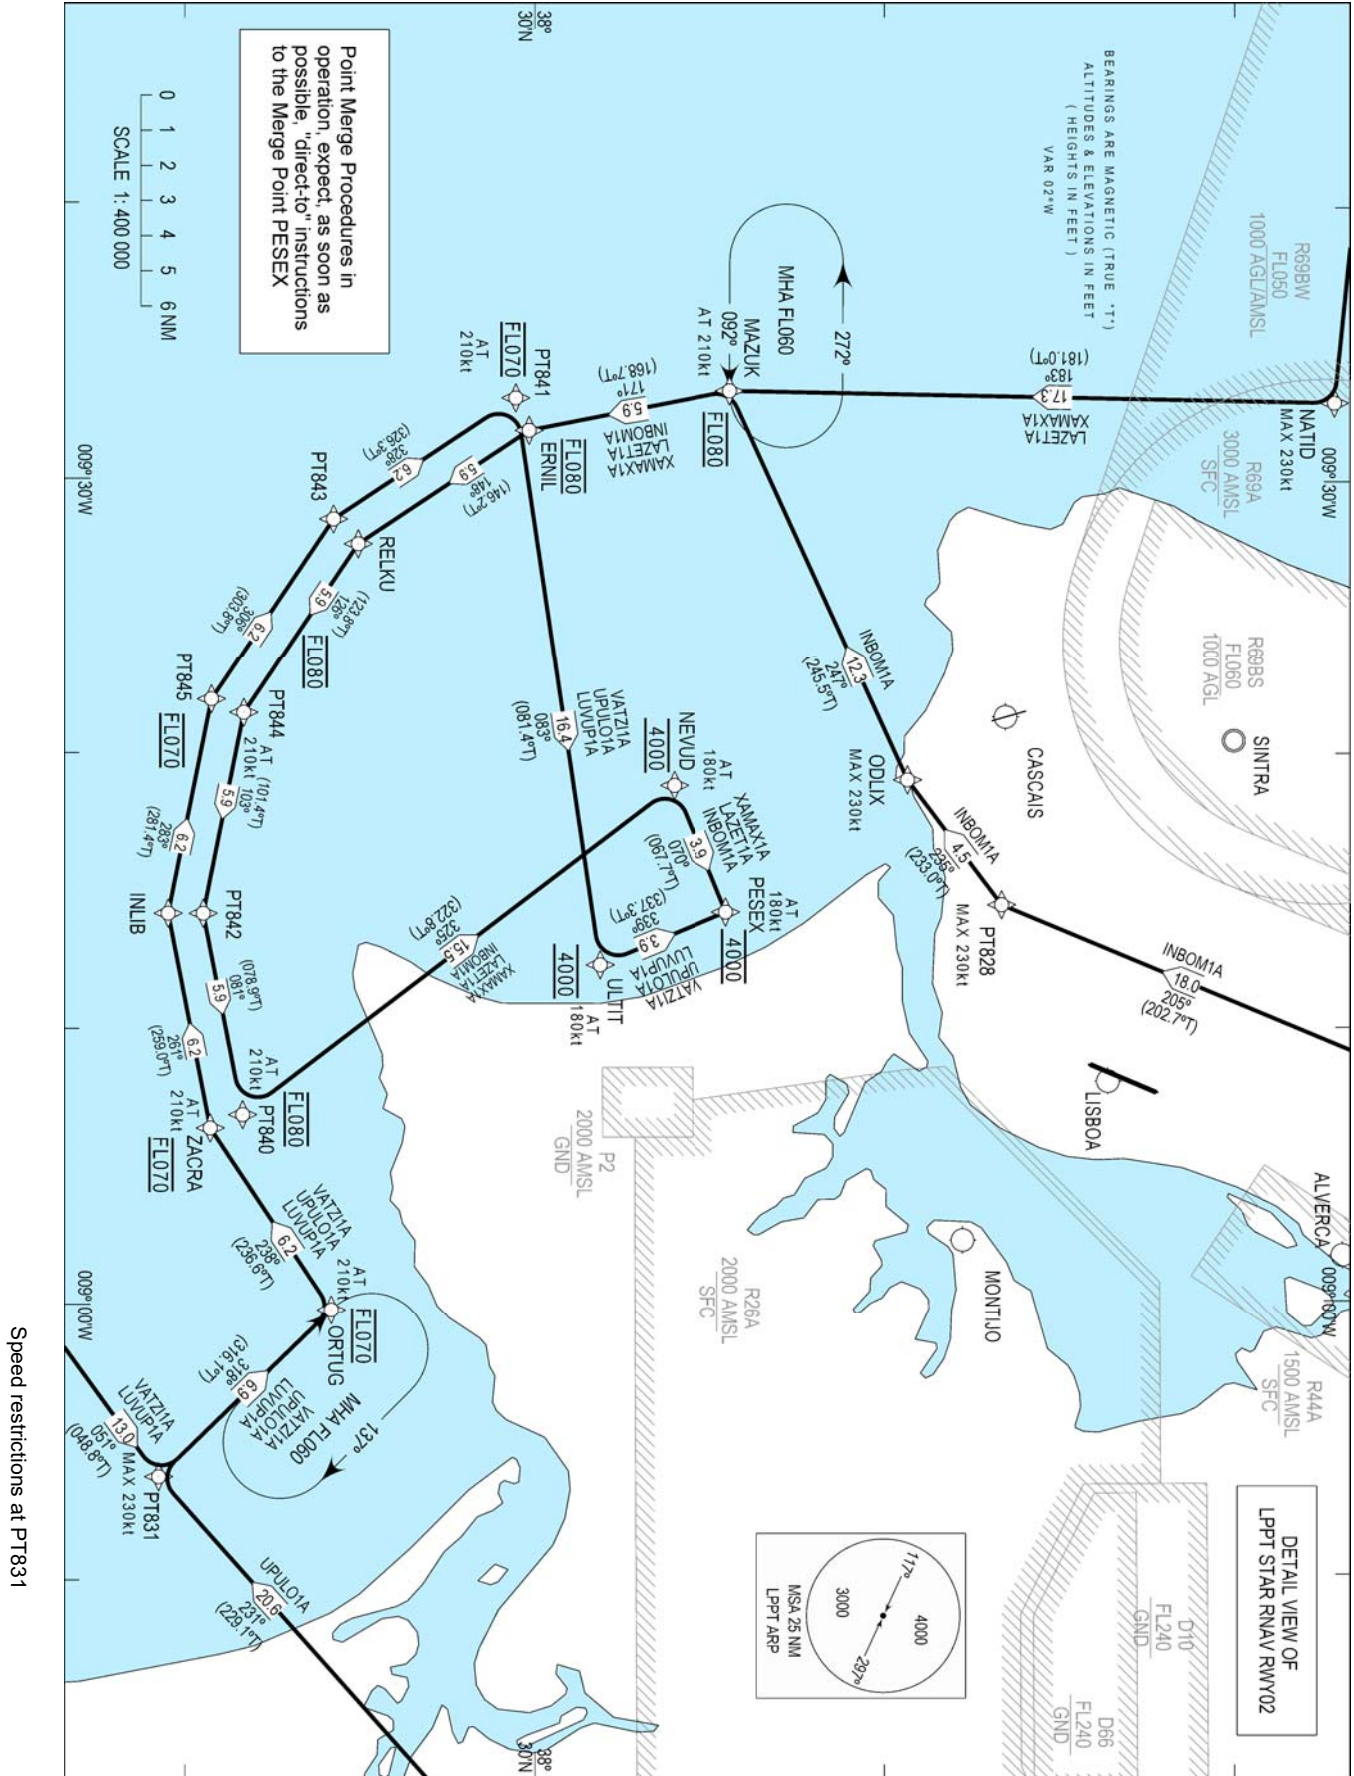 DETAIL VIEW OF
LPPT STAR RNAV RWY02
BEARINGS ARE MAGNETIC (TRUE "T")
ALTITUDES & ELEVATIONS IN FEET
( HEIGHTS IN FEET )
VAR 02°W
R69BW
FL050
1000 AGL/AMSL
009°30'W
NATID
MAX 230kt
R69A
3000 AMSL
SFC
R69BS
FL060
1000 AGL
SINTRA
CASCAIS
LAZET1A
XAMAX1A
17.3
183°
(181.0°T)
272°
MHA FL060
092°
MAZUK
AT 210kt
FL080
XAMAX1A
LAZET1A
INBOM1A
5.9
171°
(168.7°T)
INBOM1A
12.3
247°
(245.5°T)
ODLIX
MAX 230kt
INBOM1A
4.5
235°
(233.0°T)
PT828
MAX 230kt
INBOM1A
18.0
205°
(202.7°T)
LISBOA
ALVERCA
009°00'W
MONTIJO
R44A
1500 AMSL
SFC
R26A
2000 AMSL
SFC
P2
2000 AMSL
GND
D10
FL240
GND
D66
FL240
GND
117°
4000
3000
297°
MSA 25 NM
LPPT ARP
38°
30'N
PT841
FL070
AT
210kt
FL080
ERNIL
(146.2°T)
148°
5.9
(326.3°T)
328°
6.2
PT843
RELKU
(123.8°T)
126°
5.9
FL080
(303.8°T)
306°
6.2
PT845
FL070
PT844
AT
210kt
(101.4°T)
103°
5.9
283°
(281.4°T)
6.2
INLIB
PT842
(078.9°T)
081°
5.9
6.2
261°
(259.0°T)
AT
210kt
FL080
PT840
AT
210kt
ZACRA
FL070
VATZI1A
UPULO1A
LUVUP1A
16.4
083°
(081.4°T)
NEVUD
4000
AT
180kt
XAMAX1A
LAZET1A
INBOM1A
3.9
070°
(067.7°T)
AT
180kt
PESEX
4000
(337.3°T)
339°
3.9
VATZI1A
UPULO1A
LUVUP1A
ULTIT
4000
AT
180kt
(322.8°T)
325°
15.5
XAMAX1A
LAZET1A
INBOM1A
VATZI1A
UPULO1A
LUVUP1A
6.2
238°
(236.6°T)
AT
210kt
FL070
ORTUG
137°
MHA FL060
VATZI1A
UPULO1A
LUVUP1A
6.9
318°
(316.1°T)
VATZI1A
LUVUP1A
13.0
051°
(048.8°T)
PT831
MAX 230kt
UPULO1A
20.6
231°
(229.1°T)
38°
30'N
009°30'W
009°00'W
Point Merge Procedures in
operation, expect, as soon as
possible, "direct-to" instructions
to the Merge Point PESEX
0 1 2 3 4 5 6 NM
SCALE 1: 400 000
Speed restrictions at PT831